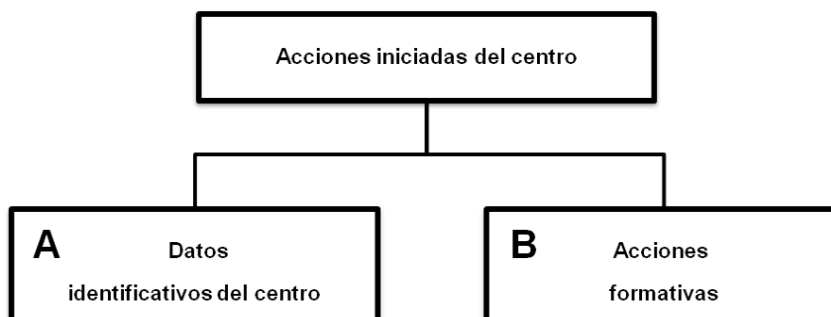 Acciones iniciadas del centro
A Datos
identificativos del centro
B Acciones
formativas